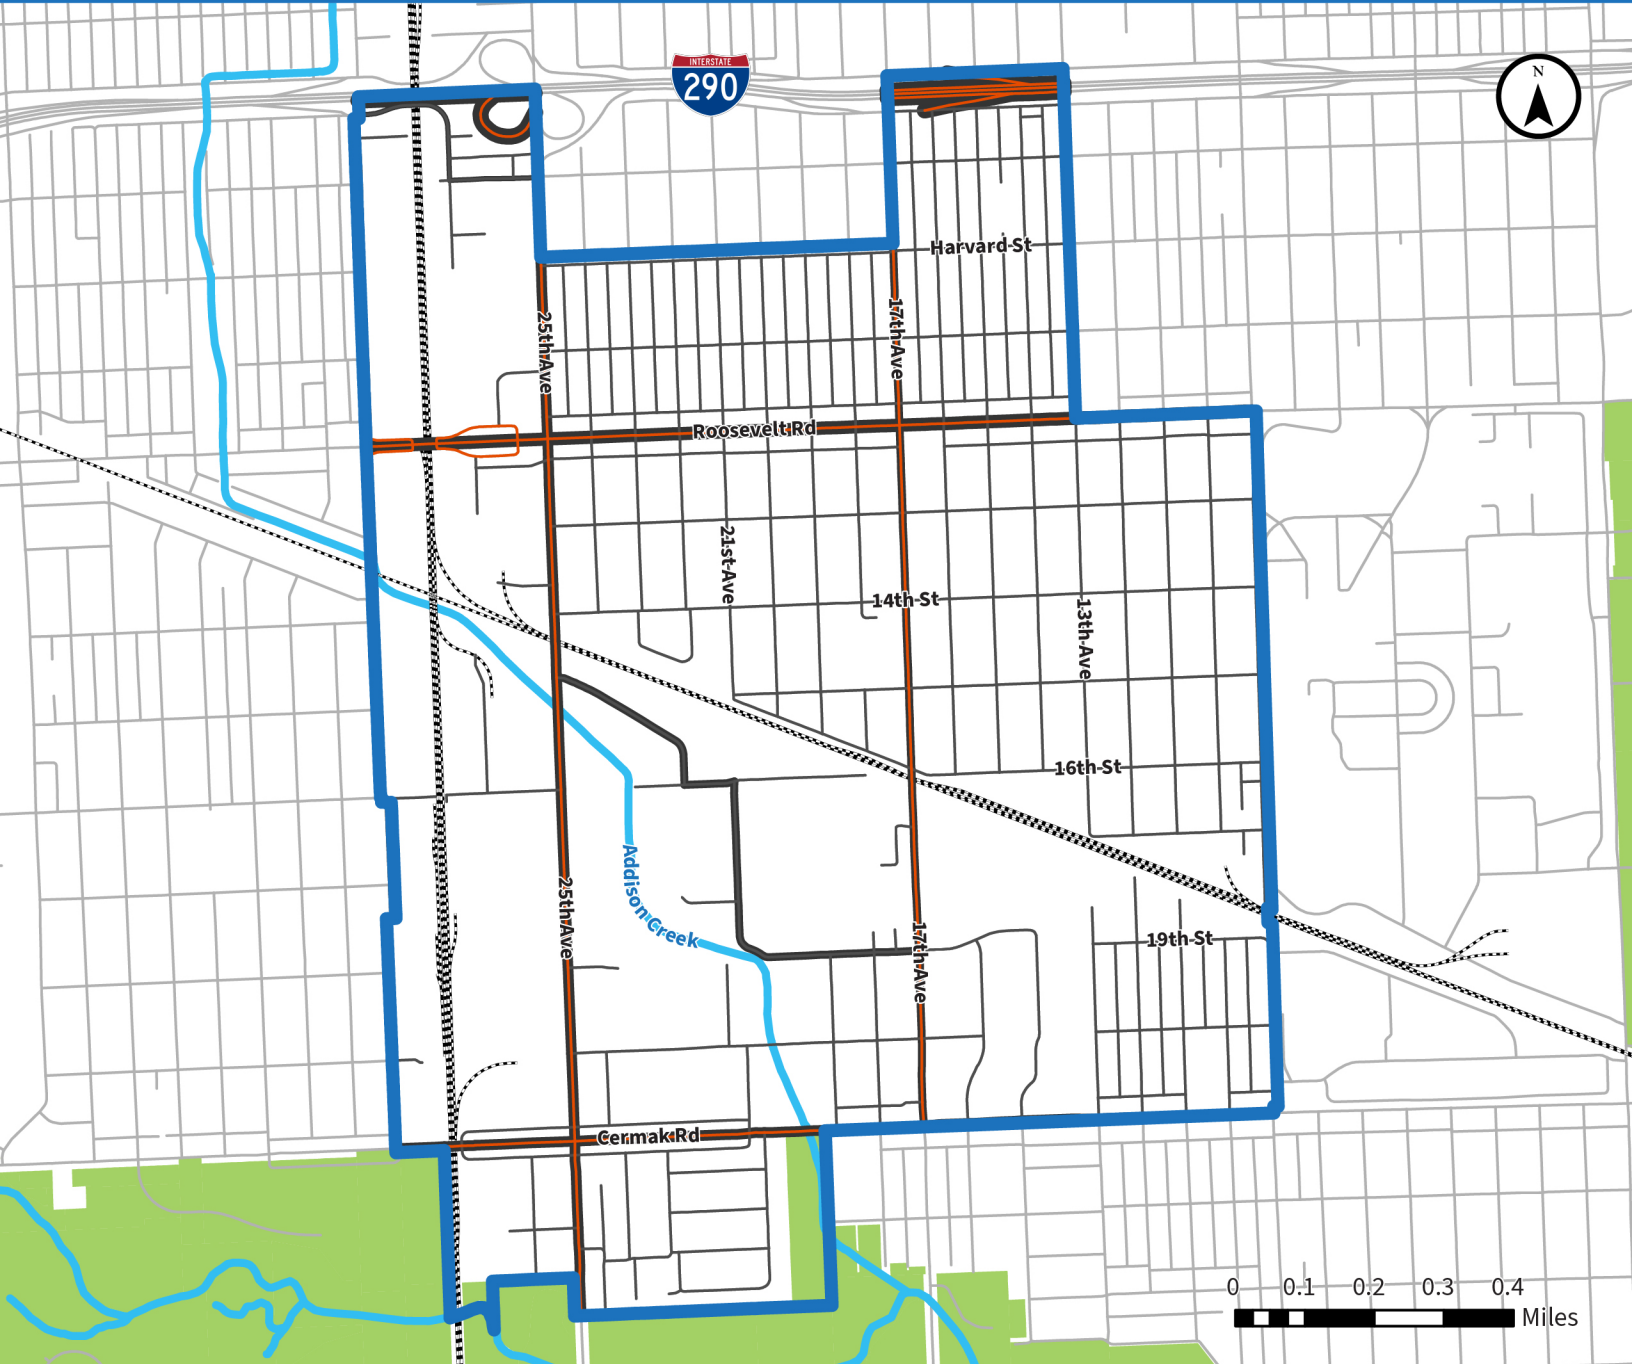 INTERSTATE
290
N
Harvard St
25th Ave
17th Ave
Roosevelt Rd
21st Ave
14th St
13th Ave
16th St
Addison Creek
25th Ave
17th Ave
19th St
Cermak Rd
0 0.1 0.2 0.3 0.4
Miles